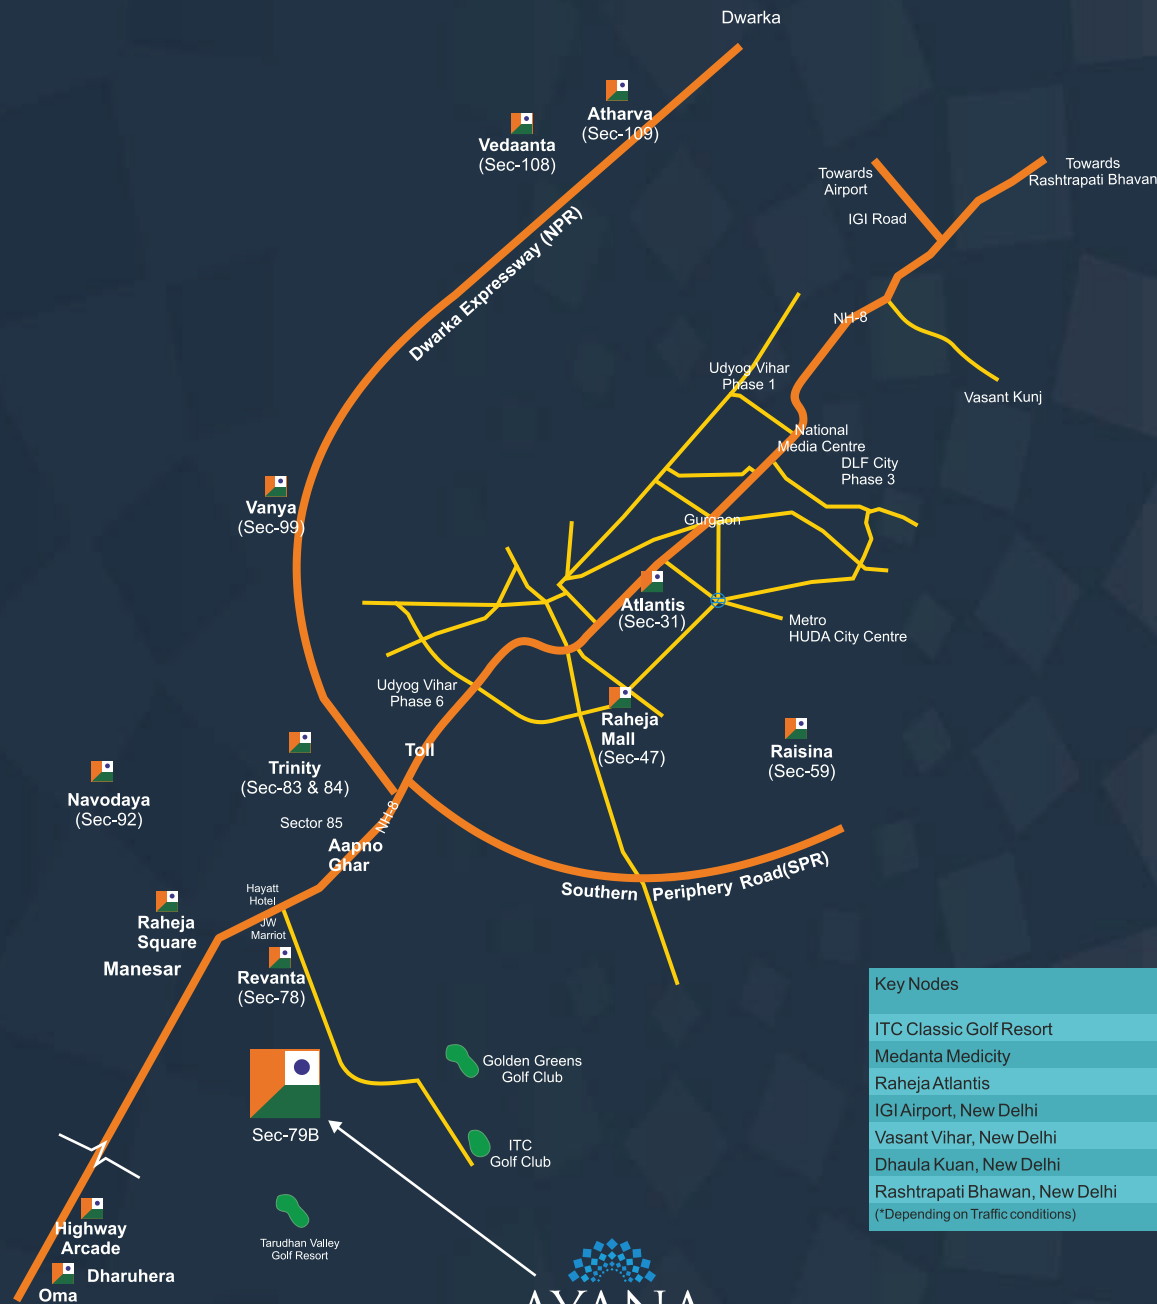 Dwarka
Atharva
(Sec-109)
Vedaanta
(Sec-108)
Towards
Airport
Towards
Rashtrapati Bhavan
IGI Road
Dwarka Expressway (NPR)
NH-8
Udyog Vihar
Phase 1
Vasant Kunj
National
Media Centre
DLF City
Phase 3
Vanya
(Sec-99)
Gurgaon
Atlantis
(Sec-31)
Metro
HUDA City Centre
Udyog Vihar
Phase 6
Raheja
Mall
(Sec-47)
Raisina
(Sec-59)
Toll
Trinity
(Sec-83 & 84)
Navodaya
(Sec-92)
Sector 85
NH-8
Aapno
Ghar
Southern Periphery Road(SPR)
Hayatt
Hotel
JW
Marriot
Raheja
Square
Manesar
Revanta
(Sec-78)
Key Nodes
ITC Classic Golf Resort
Medanta Medicity
Raheja Atlantis
IGI Airport, New Delhi
Vasant Vihar, New Delhi
Dhaula Kuan, New Delhi
Rashtrapati Bhawan, New Delhi
(*Depending on Traffic conditions)
Golden Greens
Golf Club
Sec-79B
ITC
Golf Club
Highway
Arcade
Tarudhan Valley
Golf Resort
Dharuhera
Oma
AYANA